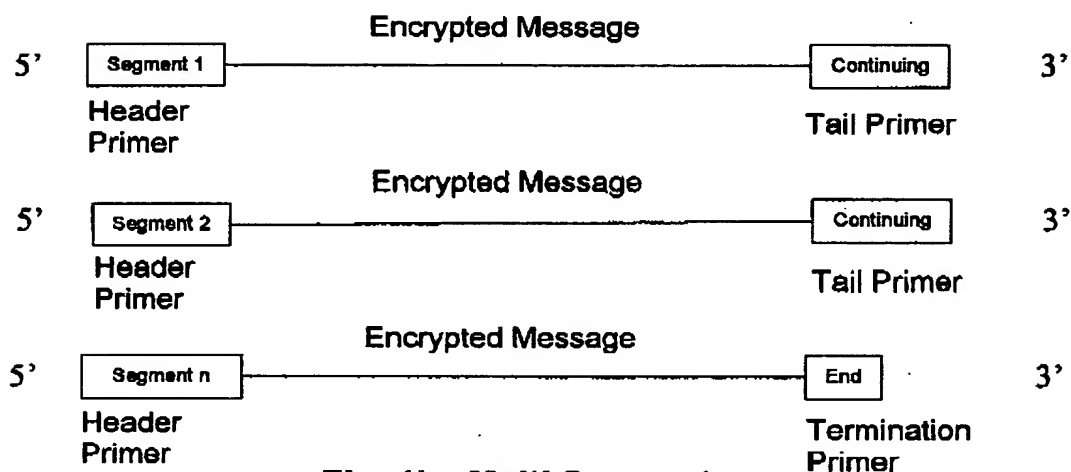 Encrypted Message
5’ Segment 1 Continuing 3’
Header Tail Primer
Primer
Encrypted Message
5’ Segment 2 Continuing 3’
Header Tail Primer
Primer
Encrypted Message
5’ Segment n End 3’
Header Termination
Primer Primer